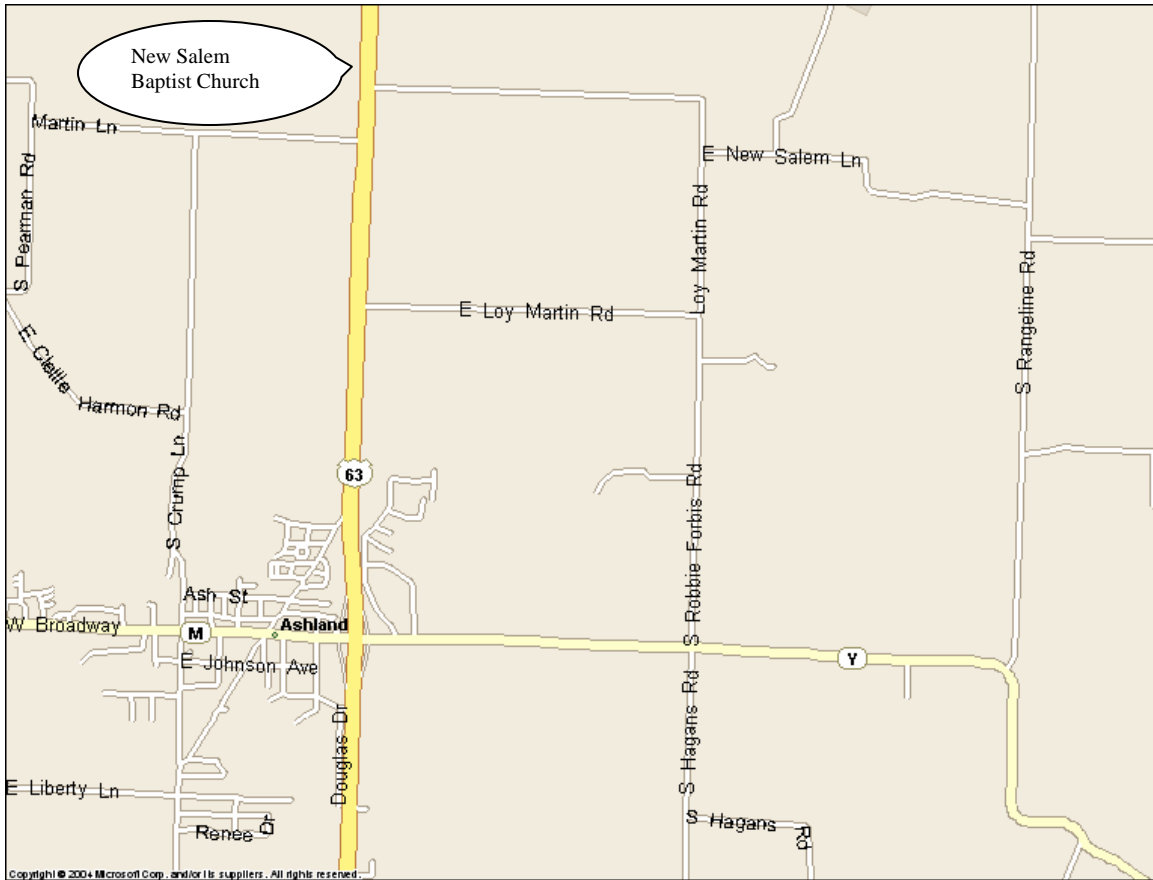 New Salem
Baptist Church
Martin Ln
S Pearman Rd
E New Salem Ln
Loy Martin Rd
E Loy Martin Rd
S Rangeline Rd
E Clettie
Harmon Rd
S Crump Ln
63
S Robbie Forbis Rd
Ash St
W Broadway
M
Ashland
E Johnson Ave
Y
S Hagans Rd
Douglas Dr
E Liberty Ln
Renee Dr
S Hagans Rd
Copyright © 2004 Microsoft Corp. and/or its suppliers. All rights reserved.